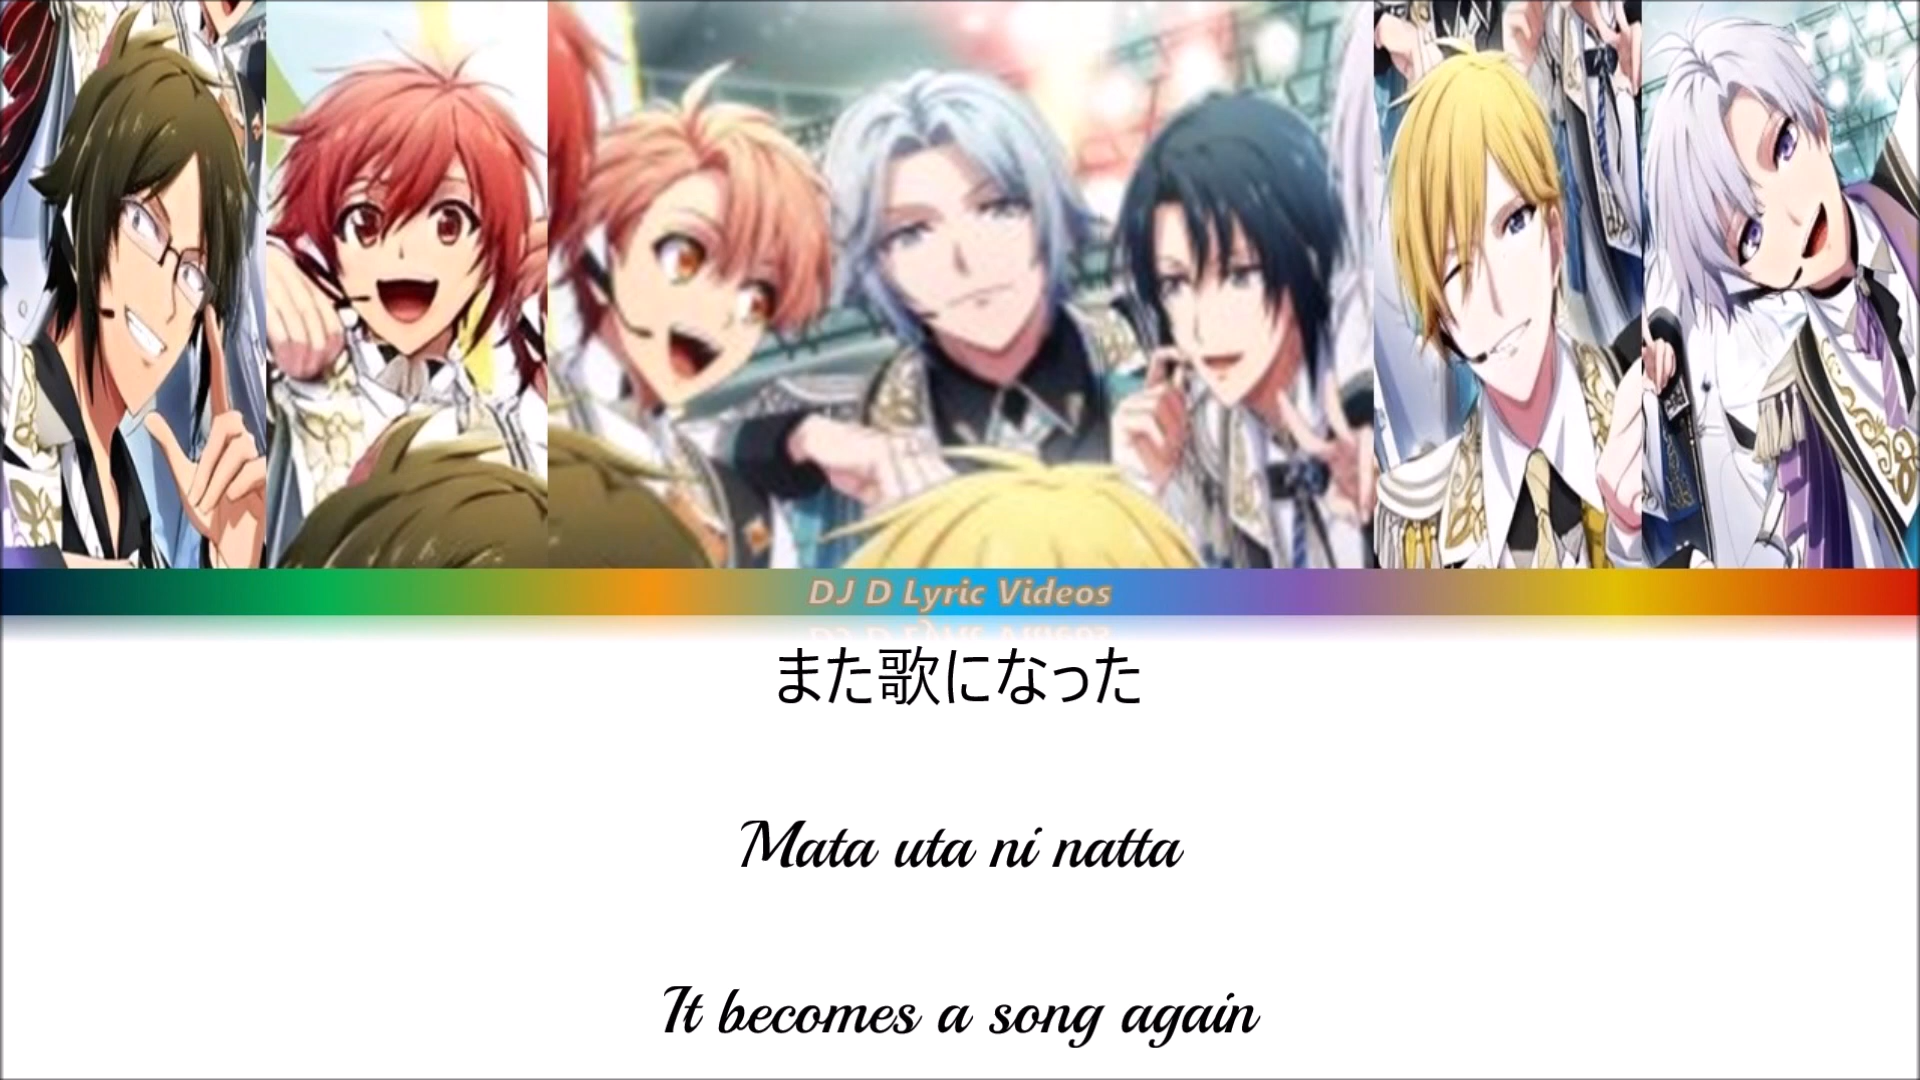 DJ D Lyric Videos
また歌になった
Mata uta ni natta
It becomes a song again